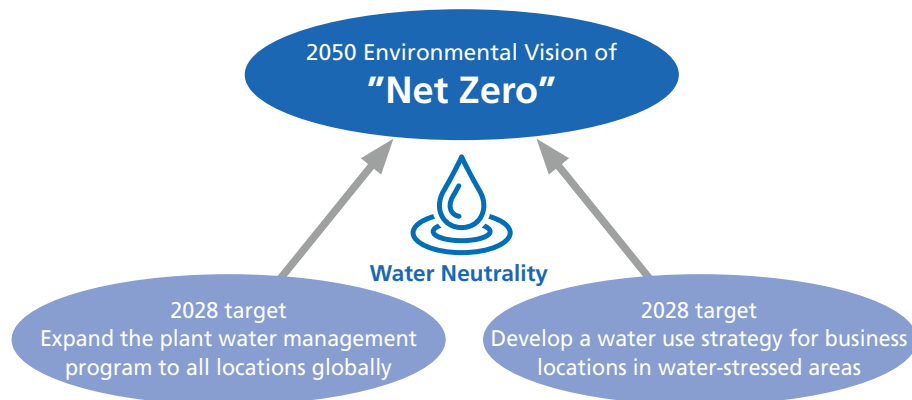 2050 Environmental Vision of
"Net Zero"
Water Neutrality
2028 target
Expand the plant water management
program to all locations globally
2028 target
Develop a water use strategy for business
locations in water-stressed areas